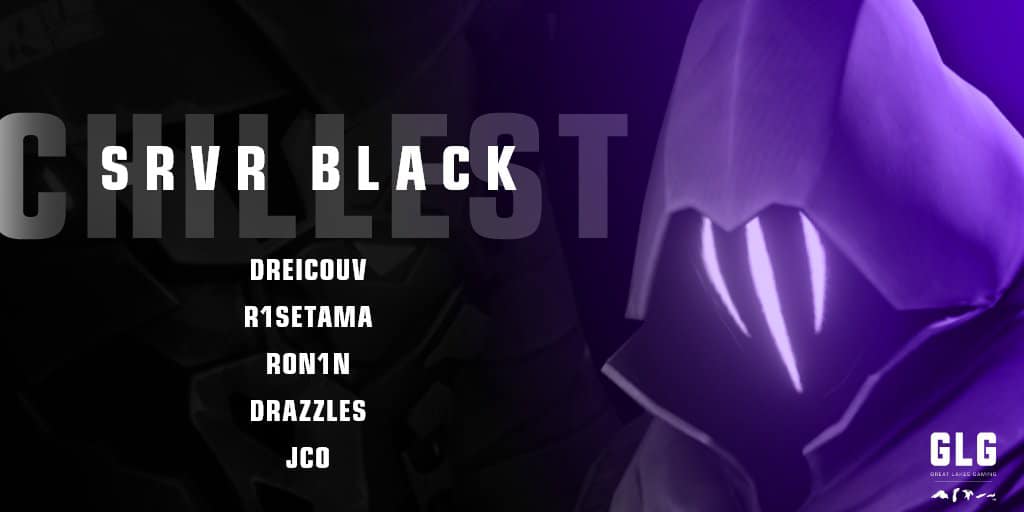 CHILLEST
SRVR BLACK
DREICOUV
R1SETAMA
RON1N
DRAZZLES
JCO
GLG
GREAT LAKES GAMING